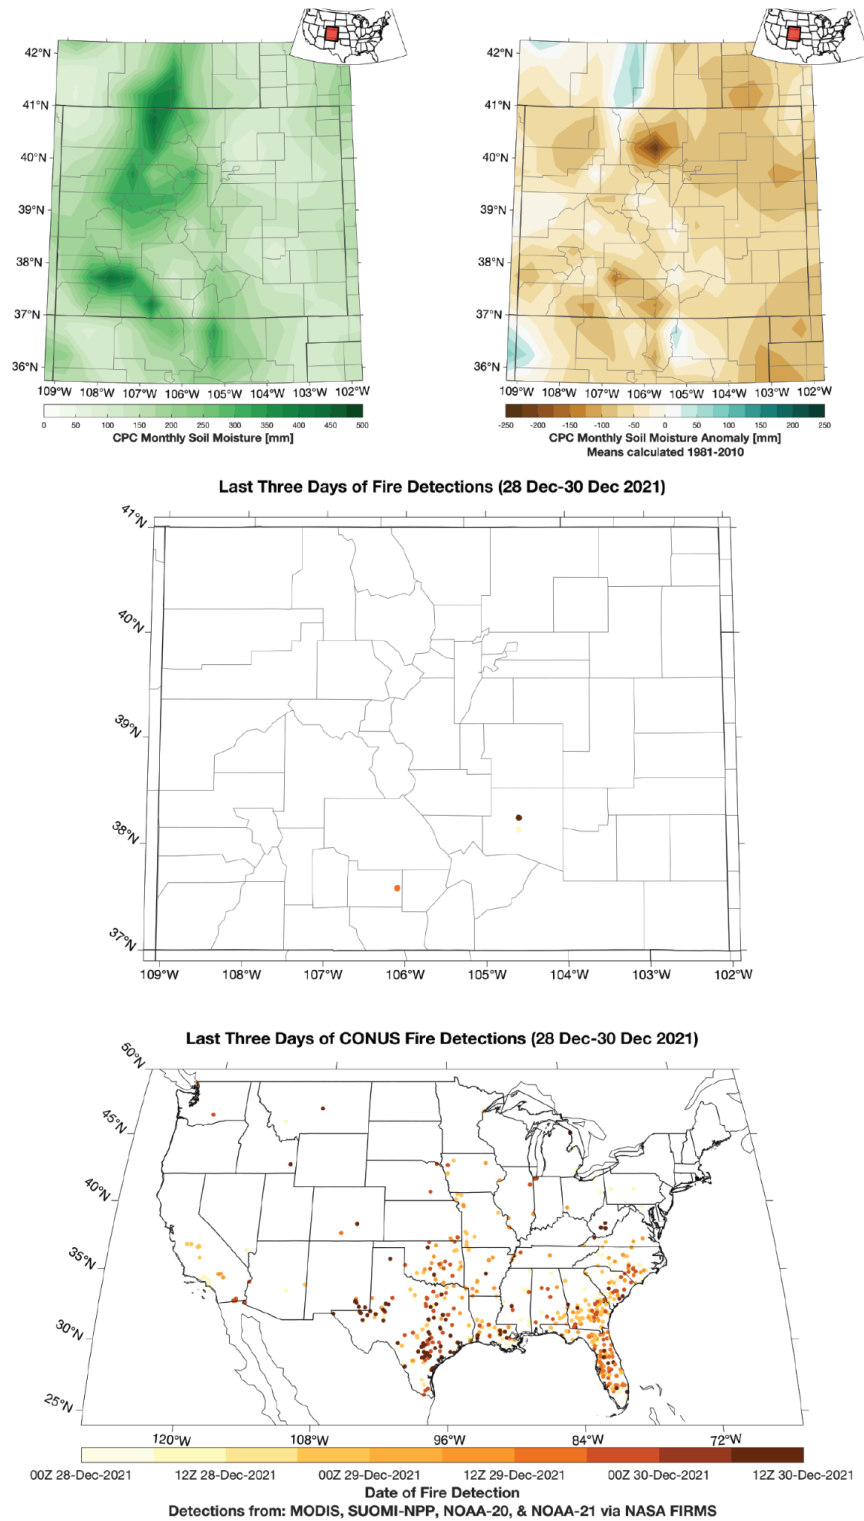 42°N
41°N
40°N
39°N
38°N
37°N
36°N
109°W 108°W 107°W 106°W 105°W 104°W 103°W 102°W
0 50 100 150 200 250 300 350 400 450 500
CPC Monthly Soil Moisture [mm]
42°N
41°N
40°N
39°N
38°N
37°N
36°N
109°W 108°W 107°W 106°W 105°W 104°W 103°W 102°W
-250 -200 -150 -100 -50 0 50 100 150 200 250
CPC Monthly Soil Moisture Anomaly [mm]
Means calculated 1981-2010
Last Three Days of Fire Detections (28 Dec-30 Dec 2021)
41°N
40°N
39°N
38°N
37°N
109°W 108°W 107°W 106°W 105°W 104°W 103°W 102°W
Last Three Days of CONUS Fire Detections (28 Dec-30 Dec 2021)
50°N
45°N
40°N
35°N
30°N
25°N
120°W 108°W 96°W 84°W 72°W
00Z 28-Dec-2021 12Z 28-Dec-2021 00Z 29-Dec-2021 12Z 29-Dec-2021 00Z 30-Dec-2021 12Z 30-Dec-2021
Date of Fire Detection
Detections from: MODIS, SUOMI-NPP, NOAA-20, & NOAA-21 via NASA FIRMS